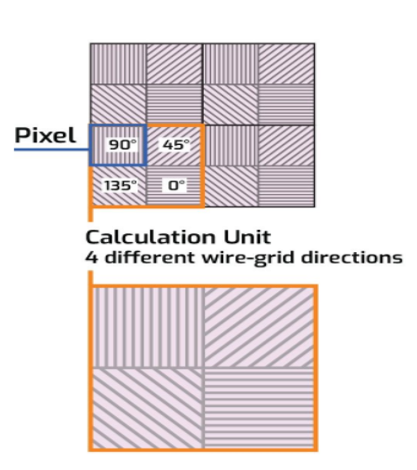 Pixel
90°
45°
135°
0°
Calculation Unit
4 different wire-grid directions